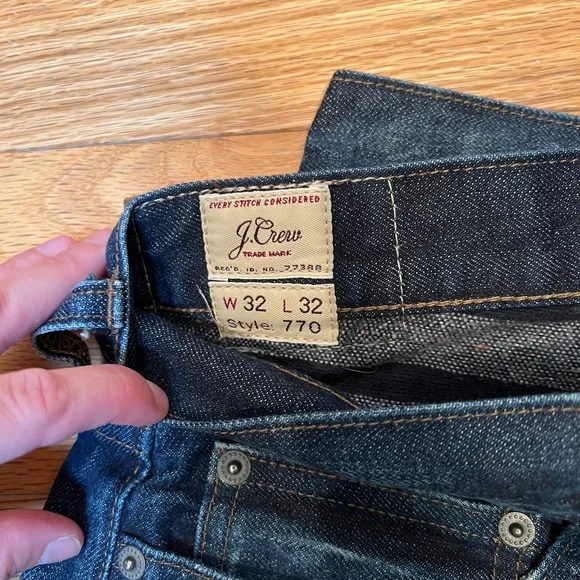 EVERY STITCH CONSIDERED
J.Crew
TRADE MARK
REG'D. ID. NO. 77388
W 32 L 32
Style: 770